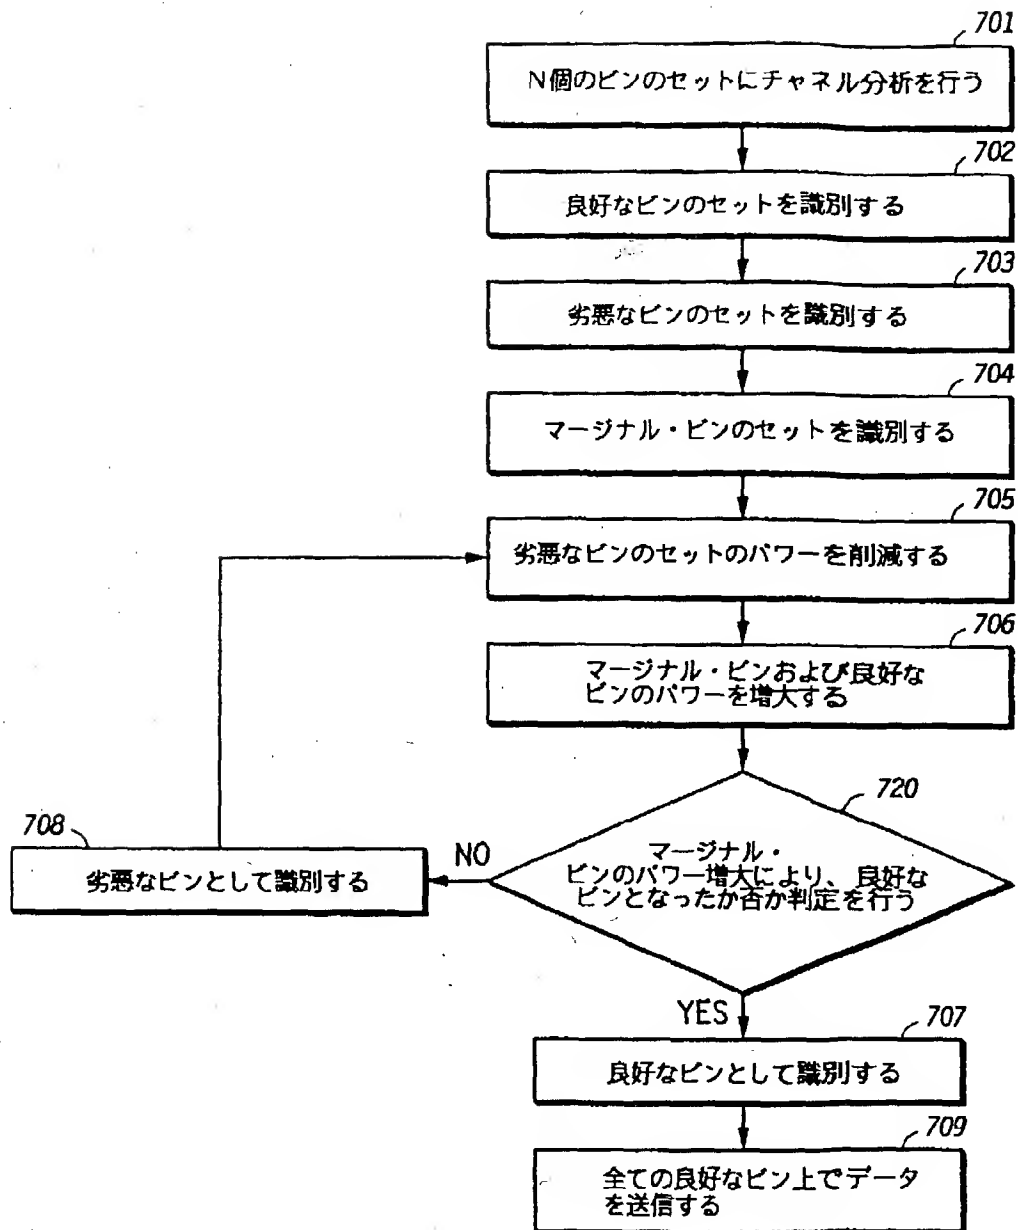 701
N個のビンのセットにチャネル分析を行う
702
良好なビンのセットを識別する
703
劣悪なビンのセットを識別する
704
マージナル・ビンのセットを識別する
705
劣悪なビンのセットのパワーを削減する
706
マージナル・ビンおよび良好な
ビンのパワーを増大する
720
マージナル・
ビンのパワー増大により、良好な
ビンとなったか否か判定を行う
NO
708
劣悪なビンとして識別する
YES
707
良好なビンとして識別する
709
全ての良好なビン上でデータ
を送信する